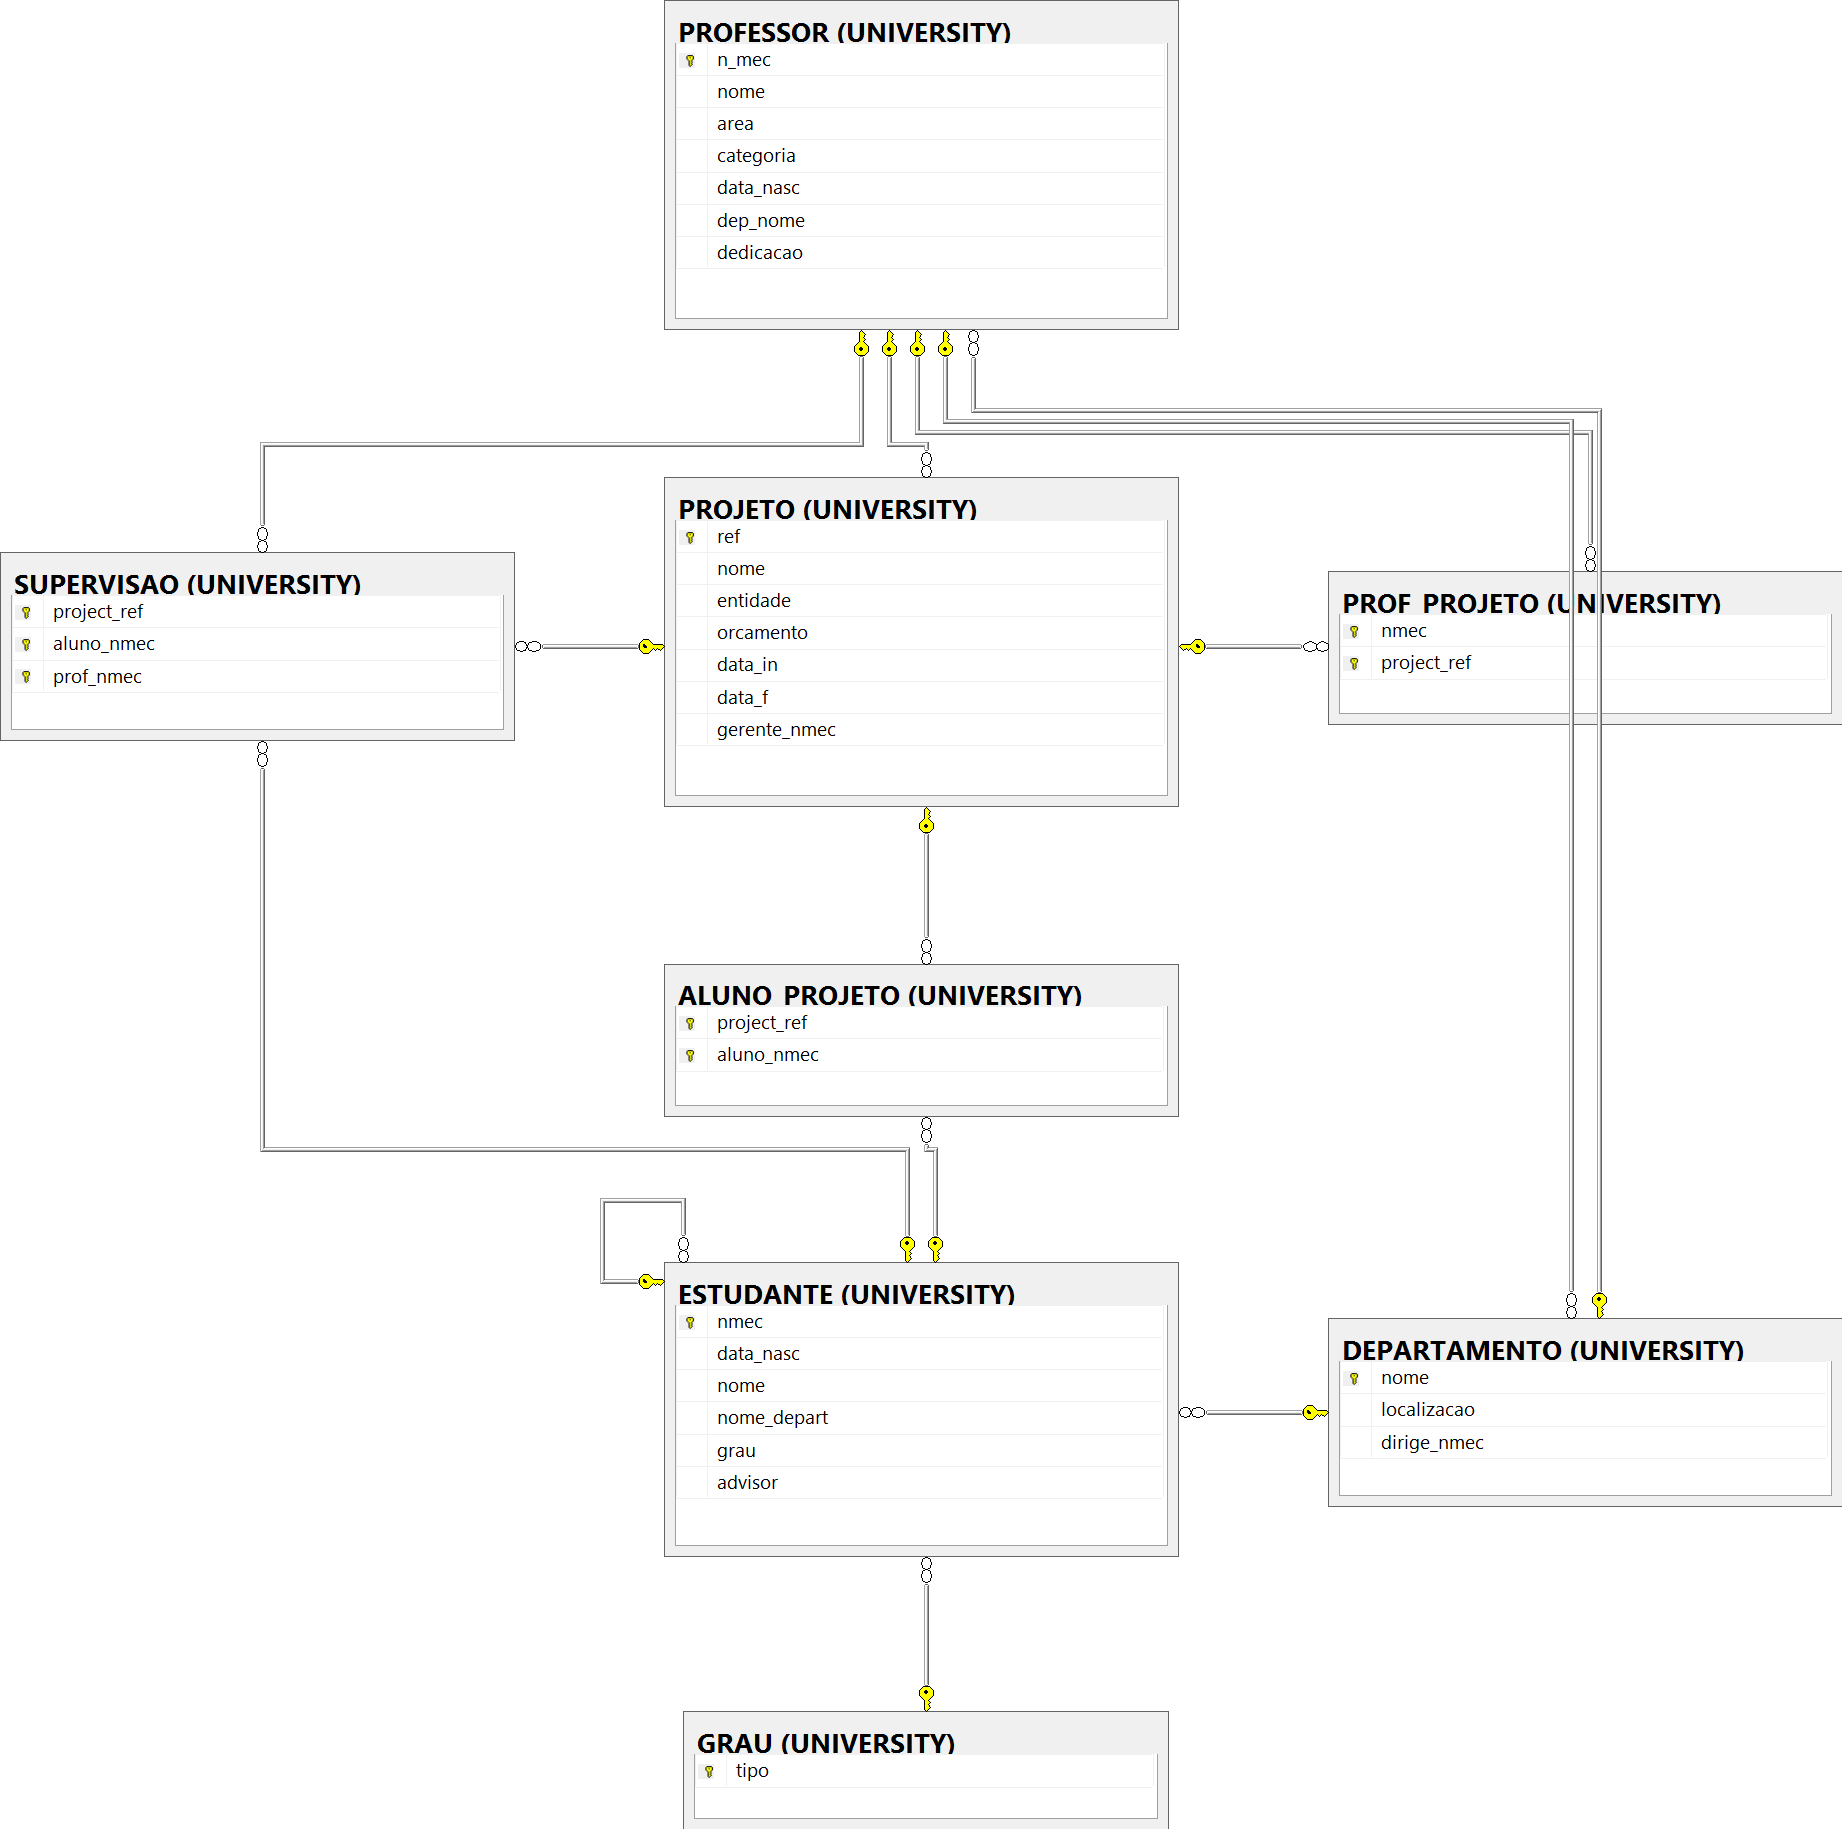 PROFESSOR (UNIVERSITY)
n_mec
nome
area
categoria
data_nasc
dep_nome
dedicacao
PROJETO (UNIVERSITY)
ref
nome
entidade
orcamento
data_in
data_f
gerente_nmec
SUPERVISAO (UNIVERSITY)
project_ref
aluno_nmec
prof_nmec
PROF_PROJETO (UNIVERSITY)
nmec
project_ref
ALUNO_PROJETO (UNIVERSITY)
project_ref
aluno_nmec
ESTUDANTE (UNIVERSITY)
nmec
data_nasc
nome
nome_depart
grau
advisor
DEPARTAMENTO (UNIVERSITY)
nome
localizacao
dirige_nmec
GRAU (UNIVERSITY)
tipo